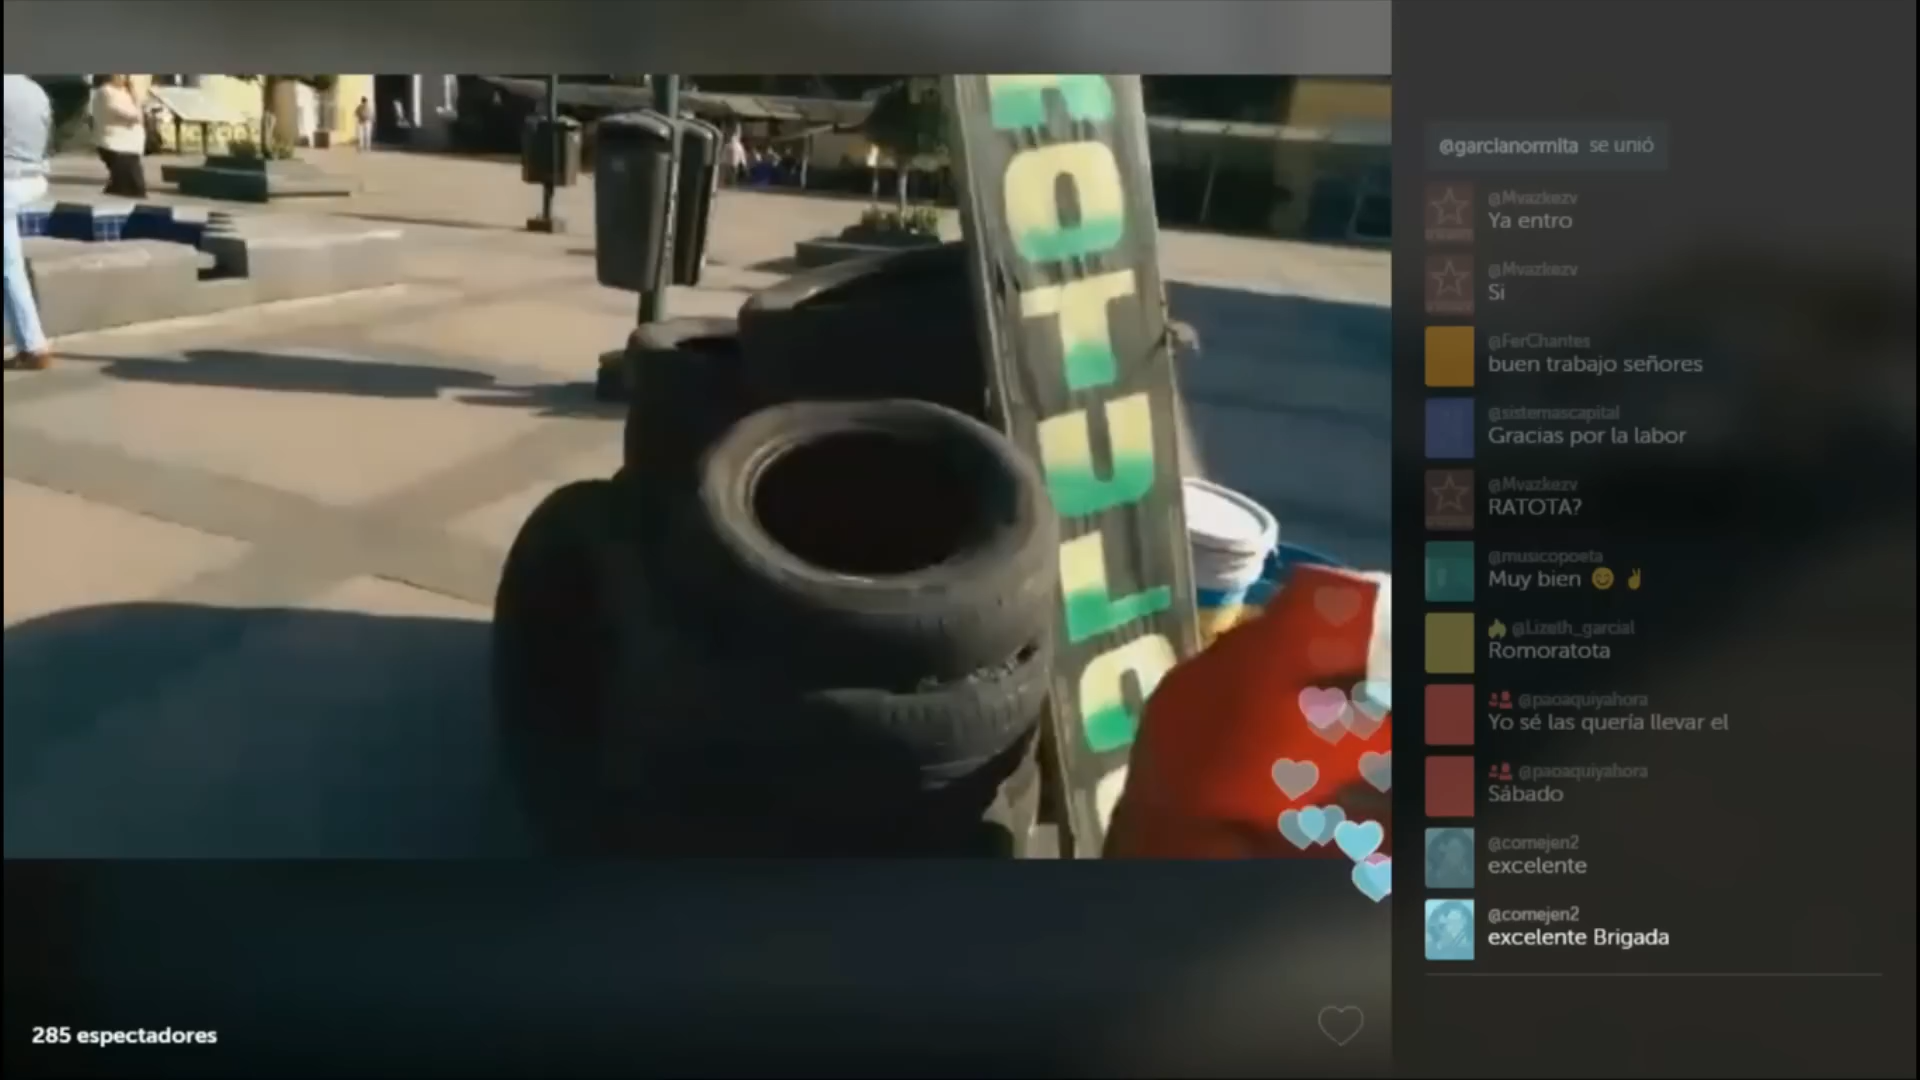 ROTULOS
@garcianormita se unió
@Mvazkezv
Ya entro
@Mvazkezv
Si
@FerChantes
buen trabajo señores
@sistemascapital
Gracias por la labor
@Mvazkezv
RATOTA?
@musicopoeta
Muy bien 😊 ✌
@Lizeth_garcial
Romoratota
@paoaquiyahora
Yo sé las quería llevar el
@paoaquiyahora
Sábado
@comejen2
excelente
@comejen2
excelente Brigada
285 espectadores